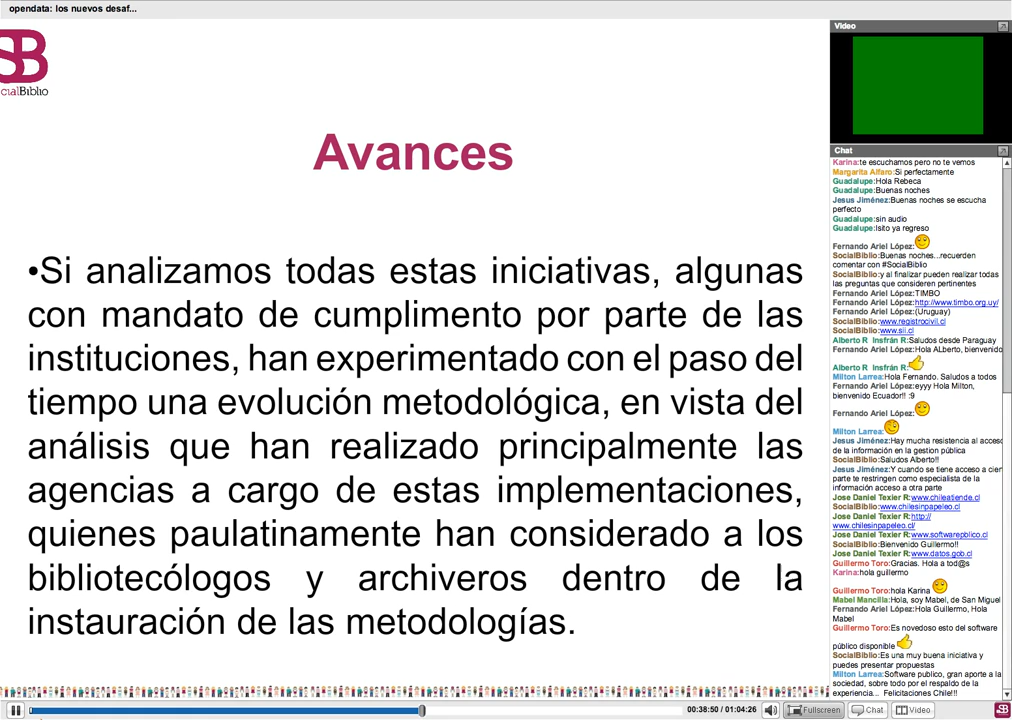 opendata: los nuevos desaf...
SB
cialBiblio
Avances
•Si analizamos todas estas iniciativas, algunas
con mandato de cumplimento por parte de las
instituciones, han experimentado con el paso del
tiempo una evolución metodológica, en vista del
análisis que han realizado principalmente las
agencias a cargo de estas implementaciones,
quienes paulatinamente han considerado a los
bibliotecólogos y archiveros dentro de la
instauración de las metodologías.
Video
Chat
Karina:te escuchamos pero no te vemos
Margarita Alfaro:Si perfectamente
Guadalupe:Hola Rebeca
Guadalupe:Buenas noches
Jesus Jiménez:Buenas noches se escucha
perfecto
Guadalupe:sin audio
Guadalupe:lsito ya regreso
Fernando Ariel López:
SocialBiblio:Buenas noches...recuerden
comentar con #SocialBiblio
SocialBiblio:y al finalizar pueden realizar todas
las preguntas que consideren pertinentes
Fernando Ariel López:TIMBO
Fernando Ariel López:http://www.timbo.org.uy/
Fernando Ariel López:(Uruguay)
SocialBiblio:www.registrocivil.cl
SocialBiblio:www.sii.cl
Alberto R Insfrán R:Saludos desde Paraguay
Fernando Ariel López:Hola ALberto, bienvenido
Alberto R Insfrán R:
Milton Larrea:Hola Fernando. Saludos a todos
Fernando Ariel López:eyyy Hola Milton,
bienvenido Ecuador!! :9
Fernando Ariel López:
Milton Larrea:
Jesus Jiménez:Hay mucha resistencia al acceso
de la información en la gestion pública
SocialBiblio:Saludos Alberto!!
Jesus Jiménez:Y cuando se tiene acceso a cier
parte te restringen como especialista de la
información acceso a otra parte
Jose Daniel Texier R:www.chileatiende.cl
SocialBiblio:www.chilesinpapeleo.cl
Jose Daniel Texier R:http://
www.chilesinpapeleo.cl/
Jose Daniel Texier R:www.softwarepblico.cl
SocialBiblio:Bienvenido Guillermo!!
Jose Daniel Texier R:www.datos.gob.cl
Guillermo Toro:Gracias. Hola a tod@s
Karina:hola guillermo
Guillermo Toro:hola Karina
Mabel Mancilla:Hola, soy Mabel, de San Miguel
Fernando Ariel López:Hola Guillermo, Hola
Mabel
Guillermo Toro:Es novedoso esto del software
público disponible
SocialBiblio:Es una muy buena iniciativa y
puedes presentar propuestas
Milton Larrea:Software publico, gran aporte a la
sociedad, sobre todo por el respaldo de la
experiencia... Felicitaciones Chile!!!
00:38:50 / 01:04:26
Fullscreen
Chat
Video
SB